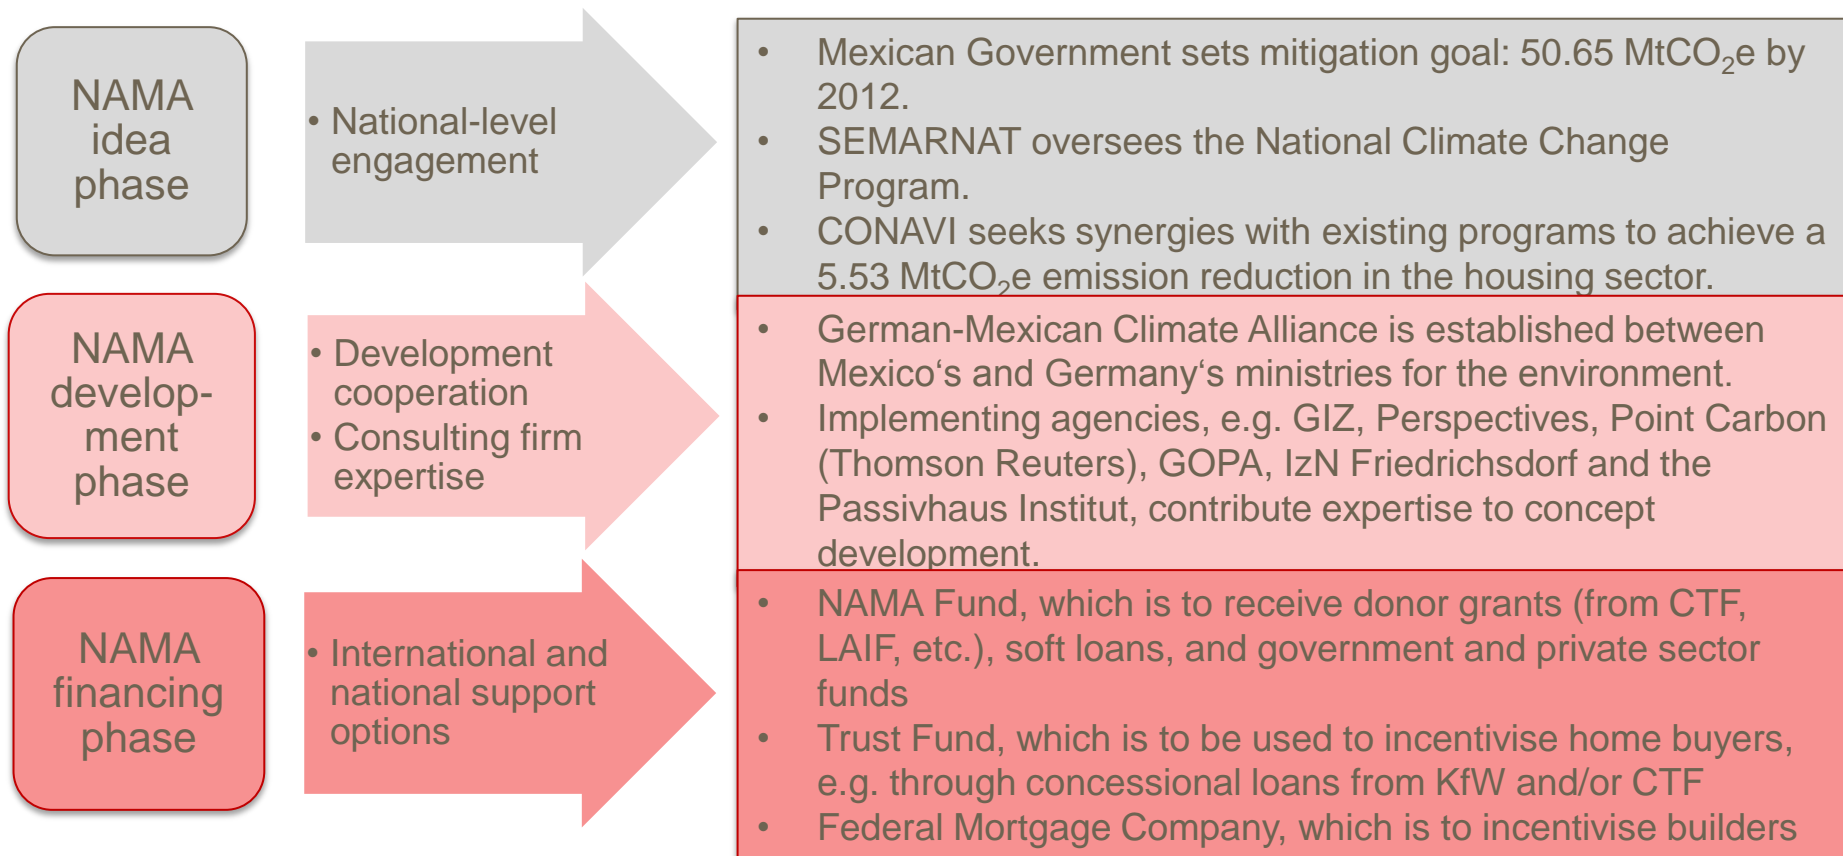 NAMA
idea
phase
• National-level
engagement
• Mexican Government sets mitigation goal: 50.65 MtCO₂e by
2012.
• SEMARNAT oversees the National Climate Change
Program.
• CONAVI seeks synergies with existing programs to achieve a
5.53 MtCO₂e emission reduction in the housing sector.
NAMA
develop-
ment
phase
• Development
cooperation
• Consulting firm
expertise
• German-Mexican Climate Alliance is established between
Mexico‘s and Germany‘s ministries for the environment.
• Implementing agencies, e.g. GIZ, Perspectives, Point Carbon
(Thomson Reuters), GOPA, IzN Friedrichsdorf and the
Passivhaus Institut, contribute expertise to concept
development.
NAMA
financing
phase
• International and
national support
options
• NAMA Fund, which is to receive donor grants (from CTF,
LAIF, etc.), soft loans, and government and private sector
funds
• Trust Fund, which is to be used to incentivise home buyers,
e.g. through concessional loans from KfW and/or CTF
• Federal Mortgage Company, which is to incentivise builders